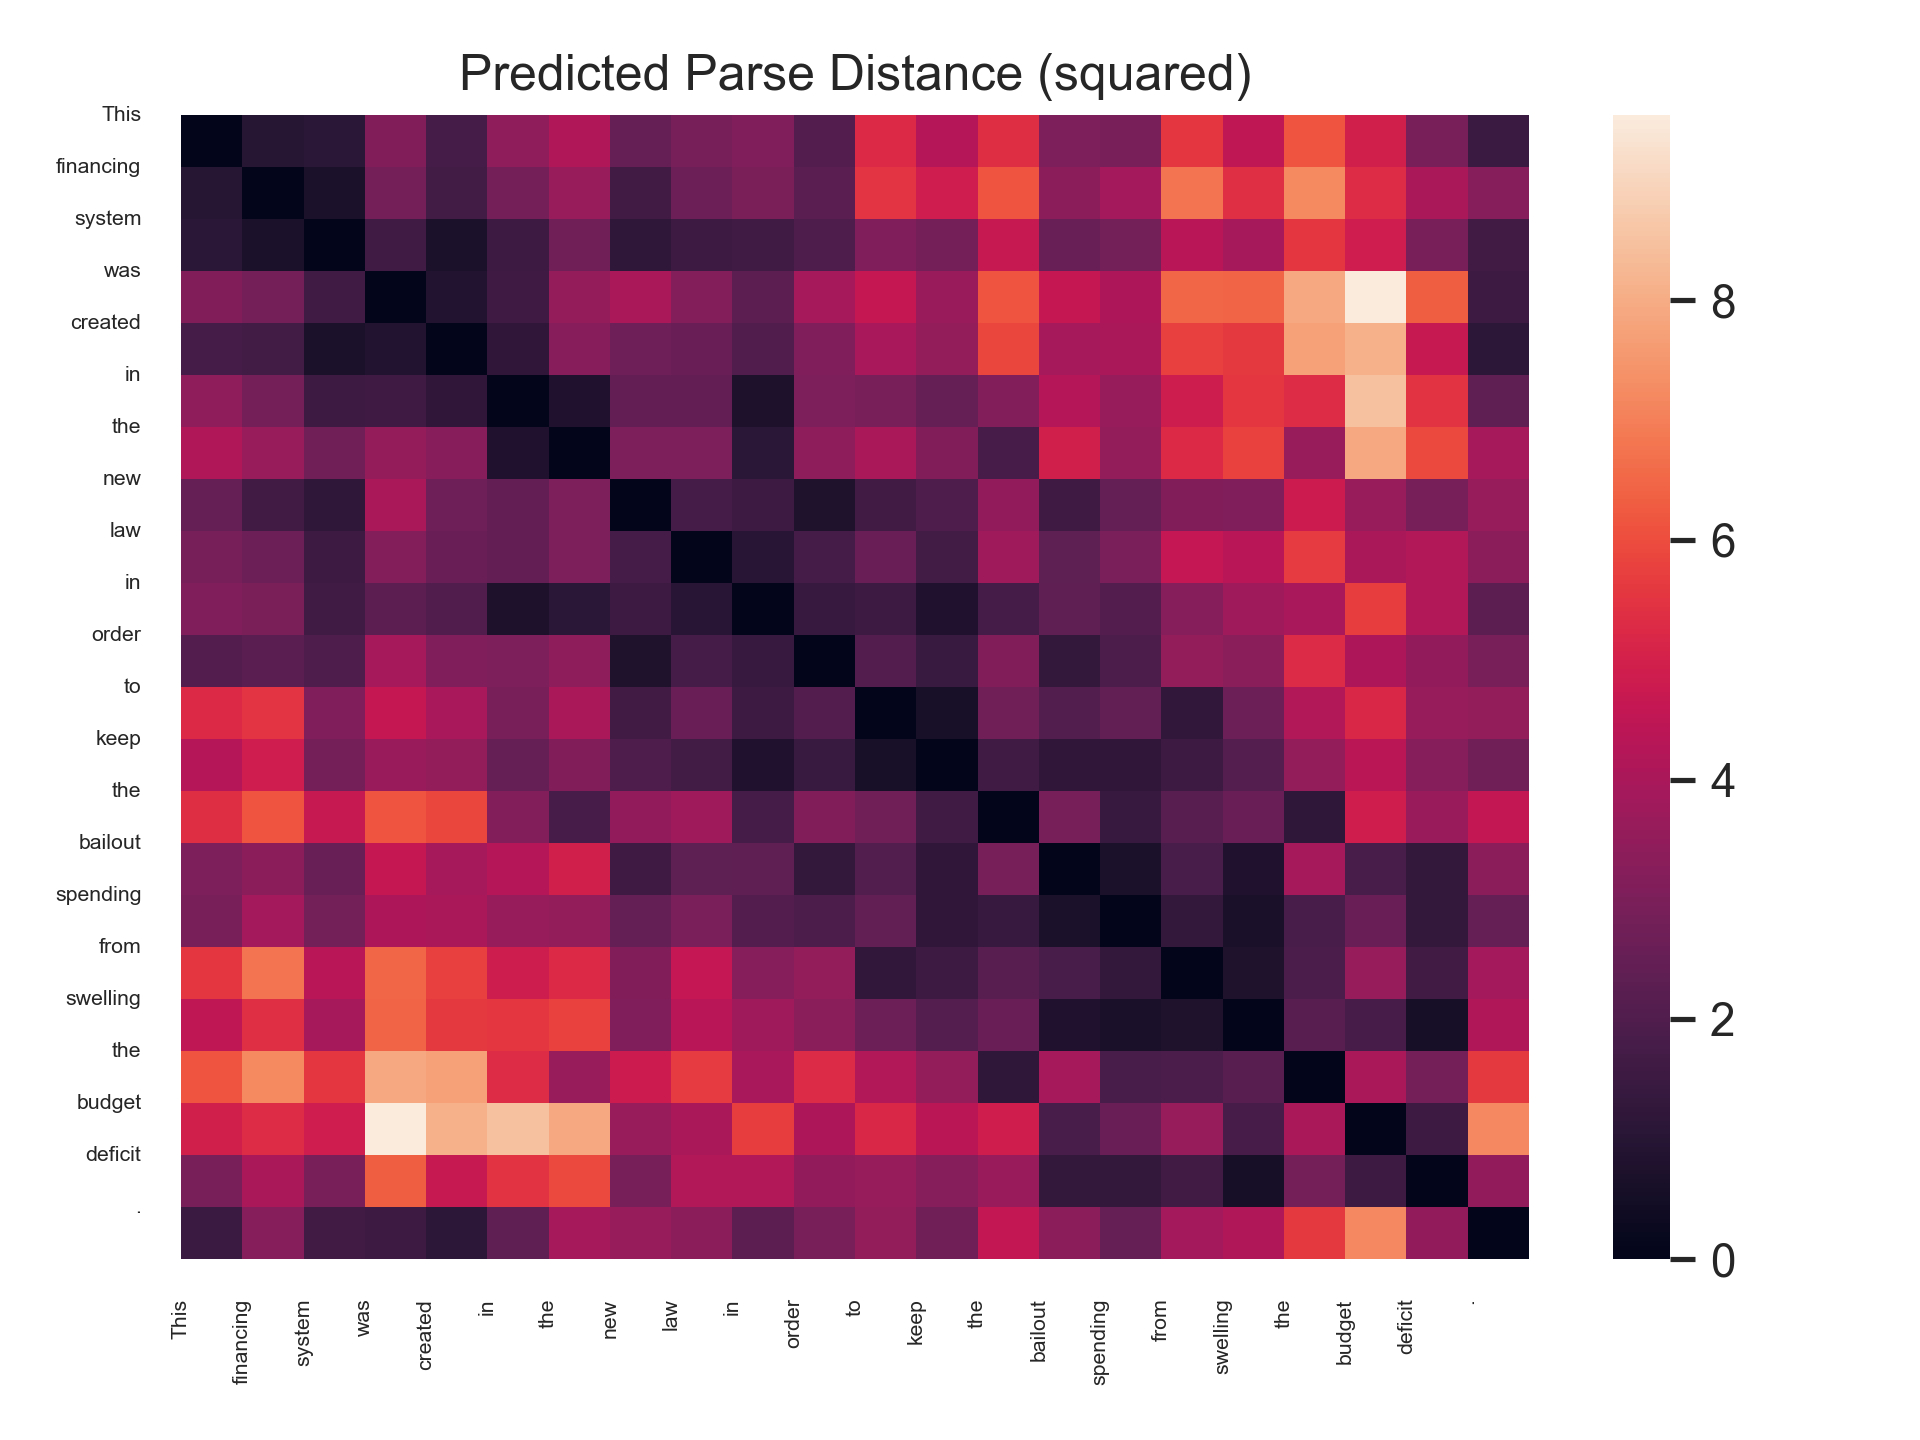 Predicted Parse Distance (squared)
This
financing
system
was
created
in
the
new
law
in
order
to
keep
the
bailout
spending
from
swelling
the
budget
deficit
.
8
6
4
2
0
This
financing
system
was
created
in
the
new
law
in
order
to
keep
the
bailout
spending
from
swelling
the
budget
deficit
.